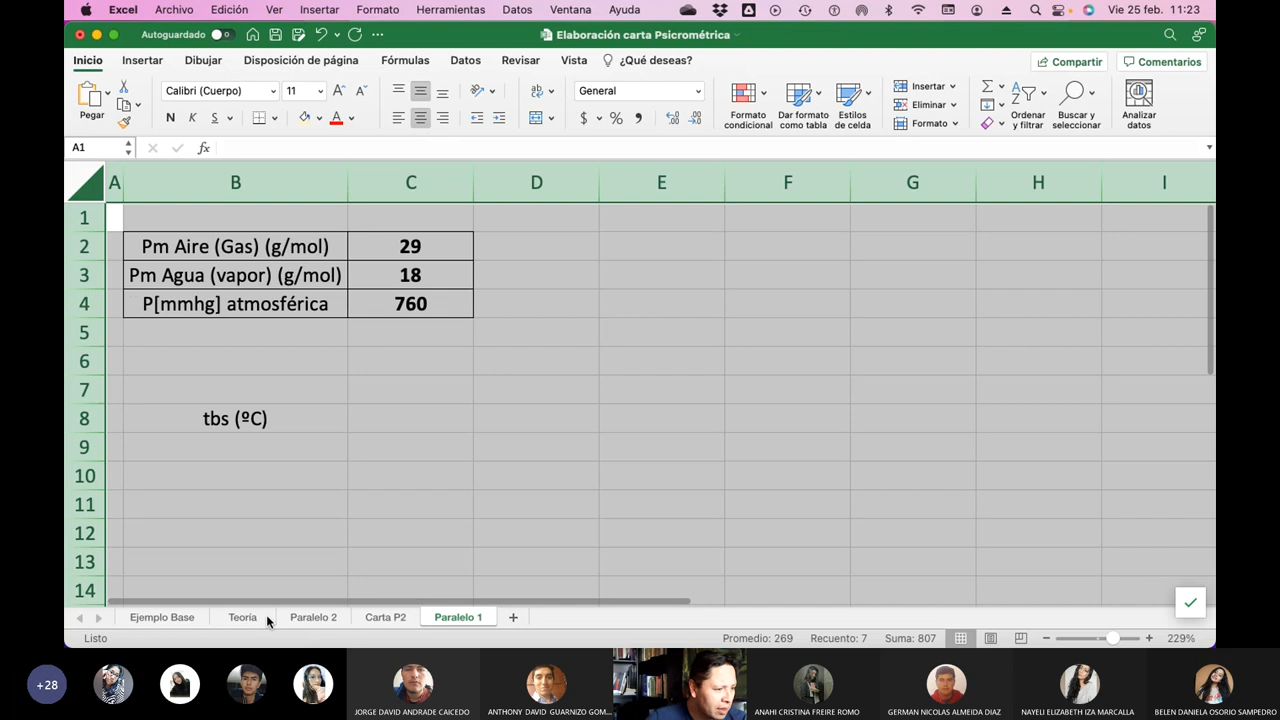 Excel Archivo Edición Ver Insertar Formato Herramientas Datos Ventana Ayuda Vie 25 feb. 11:23
Autoguardado Elaboración carta Psicrométrica
Inicio Insertar Dibujar Disposición de página Fórmulas Datos Revisar Vista ¿Qué deseas? Compartir Comentarios
Calibri (Cuerpo) 11 General Insertar
Eliminar
Formato
Pegar N K S Formato condicional Dar formato como tabla Estilos de celda Ordenar y filtrar Buscar y seleccionar Analizar datos
A1 fx
A B C D E F G H I
1
2 Pm Aire (Gas) (g/mol) 29
3 Pm Agua (vapor) (g/mol) 18
4 P[mmhg] atmosférica 760
5
6
7
8 tbs (ºC)
9
10
11
12
13
14
Ejemplo Base Teoría Paralelo 2 Carta P2 Paralelo 1
Listo Promedio: 269 Recuento: 7 Suma: 807 229%
+28
JORGE DAVID ANDRADE CAICEDO ANTHONY DAVID GUARNIZO GOM... ANAHI CRISTINA FREIRE ROMO GERMAN NICOLAS ALMEIDA DIAZ NAYELI ELIZABETH IZA MARCALLA BELEN DANIELA OSORIO SAMPEDRO